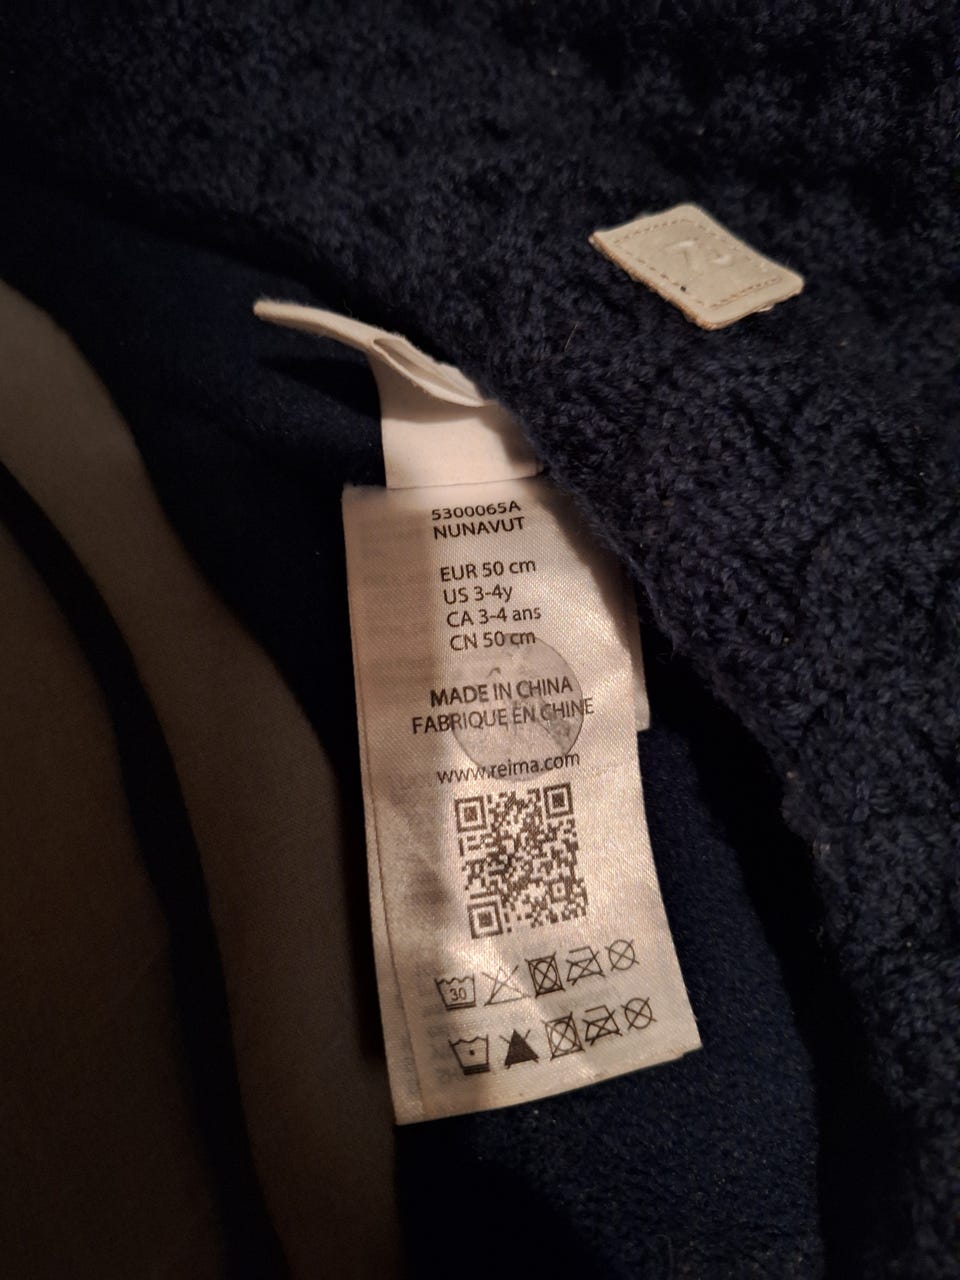 5300065A
NUNAVUT
EUR 50 cm
US 3-4y
CA 3-4 ans
CN 50 cm
MADE IN CHINA
FABRIQUE EN CHINE
www.reima.com
30